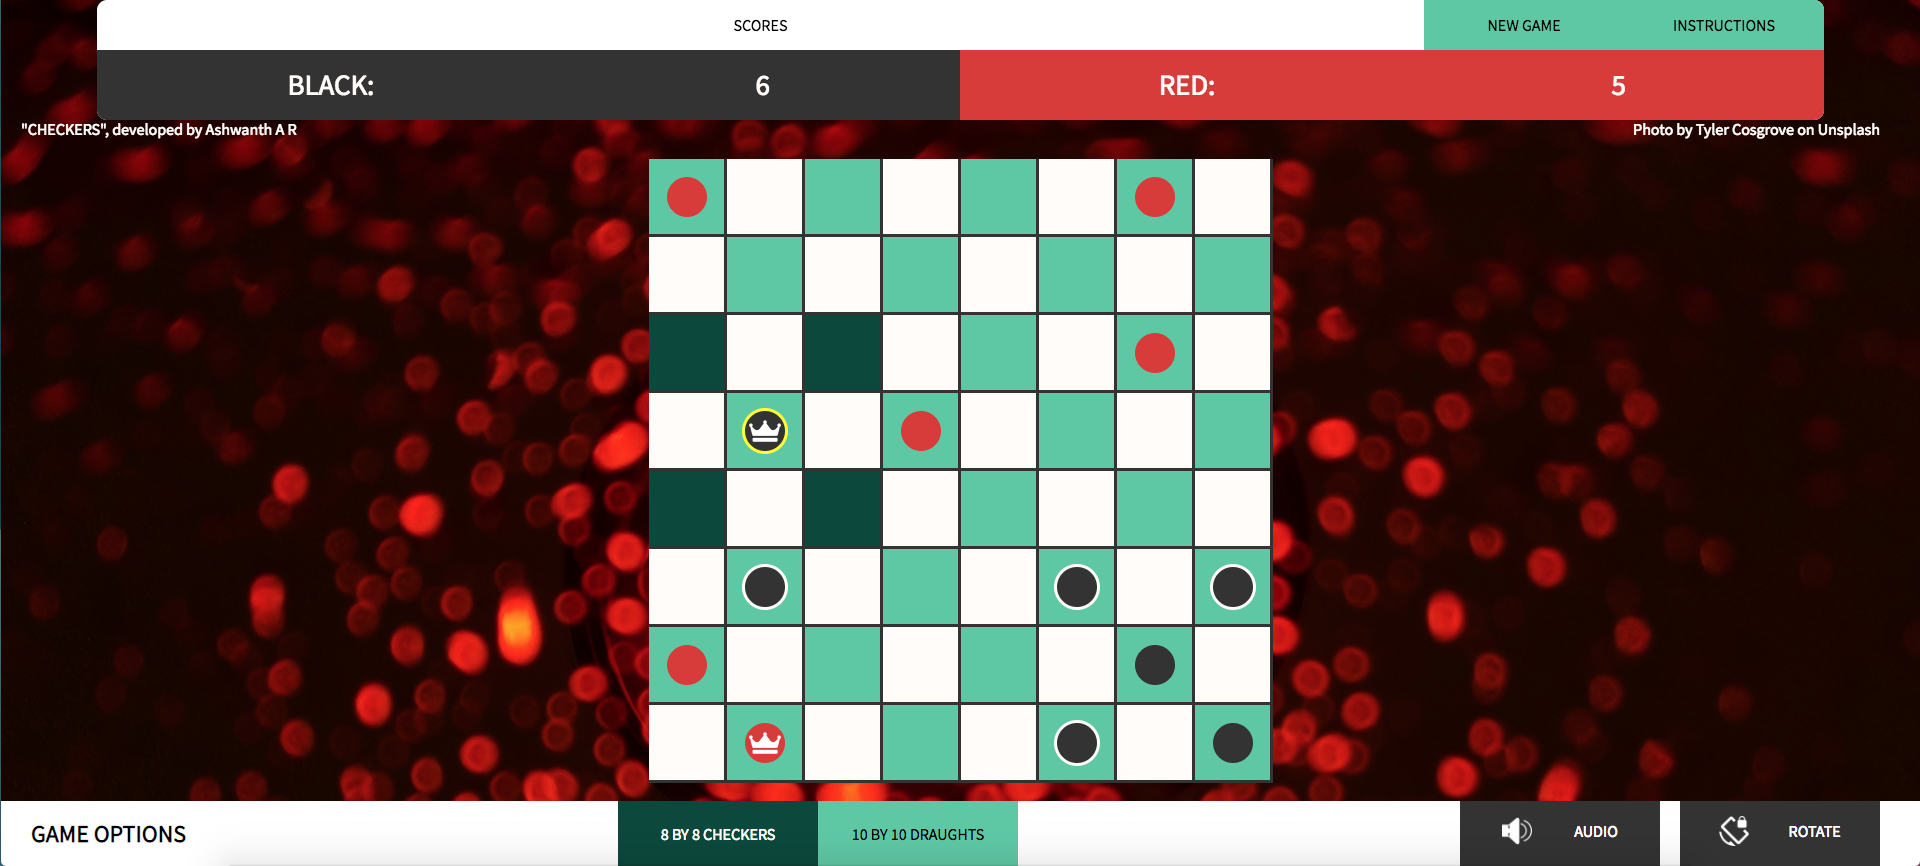 SCORES
NEW GAME
INSTRUCTIONS
BLACK:
6
RED:
5
"CHECKERS", developed by Ashwanth A R
Photo by Tyler Cosgrove on Unsplash
GAME OPTIONS
8 BY 8 CHECKERS
10 BY 10 DRAUGHTS
AUDIO
ROTATE